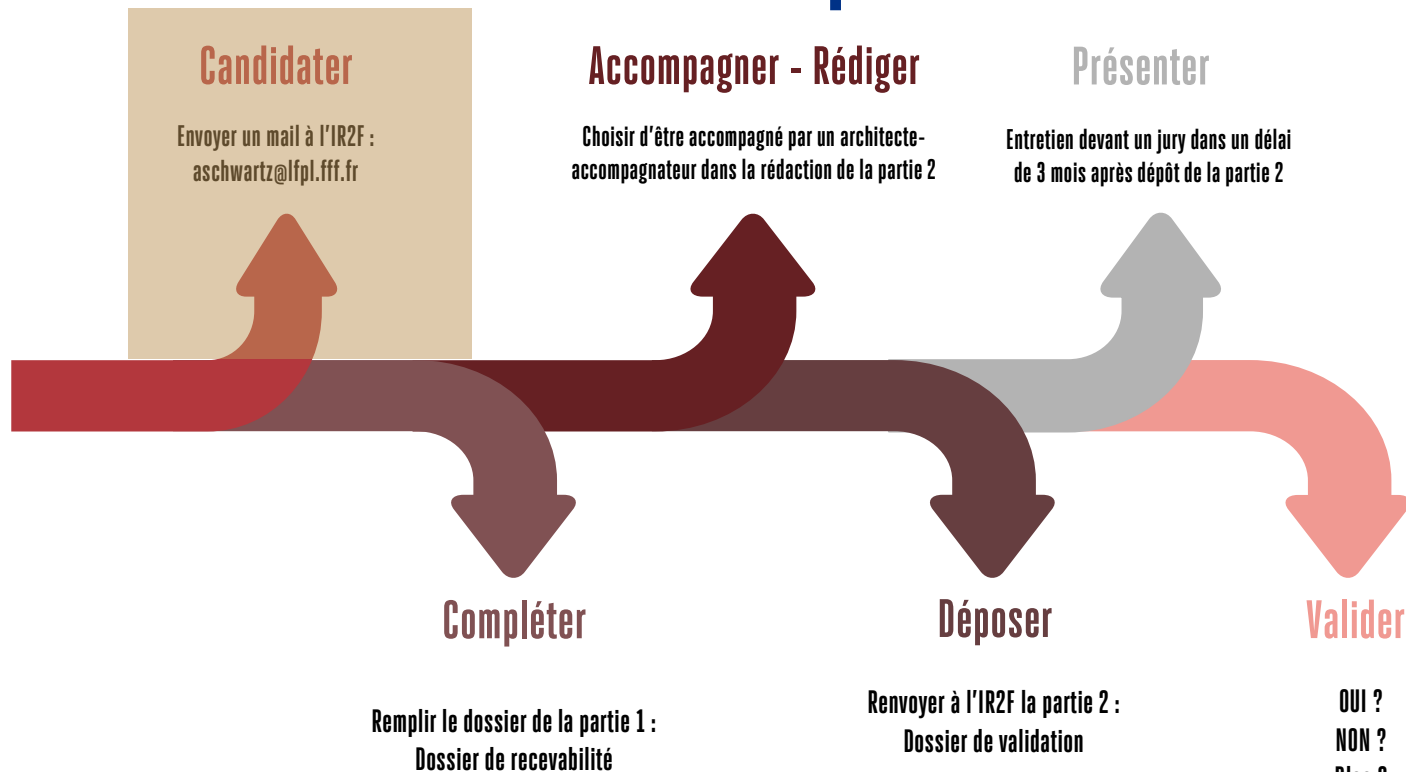 Candidater
Envoyer un mail à l'IR2F :
aschwartz@lfpl.fff.fr
Accompagner - Rédiger
Choisir d'être accompagné par un architecte-
accompagnateur dans la rédaction de la partie 2
Présenter
Entretien devant un jury dans un délai
de 3 mois après dépôt de la partie 2
Compléter
Remplir le dossier de la partie 1 :
Dossier de recevabilité
Déposer
Renvoyer à l'IR2F la partie 2 :
Dossier de validation
Valider
OUI ?
NON ?